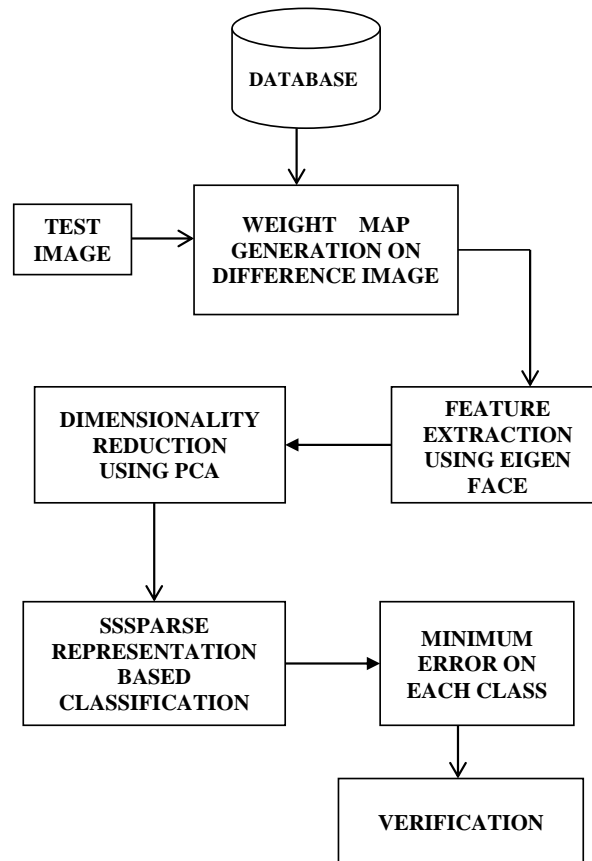 DATABASE
TEST
IMAGE
WEIGHT MAP
GENERATION ON
DIFFERENCE IMAGE
FEATURE
EXTRACTION
USING EIGEN
FACE
DIMENSIONALITY
REDUCTION
USING PCA
SSSPARSE
REPRESENTATION
BASED
CLASSIFICATION
MINIMUM
ERROR ON
EACH CLASS
VERIFICATION